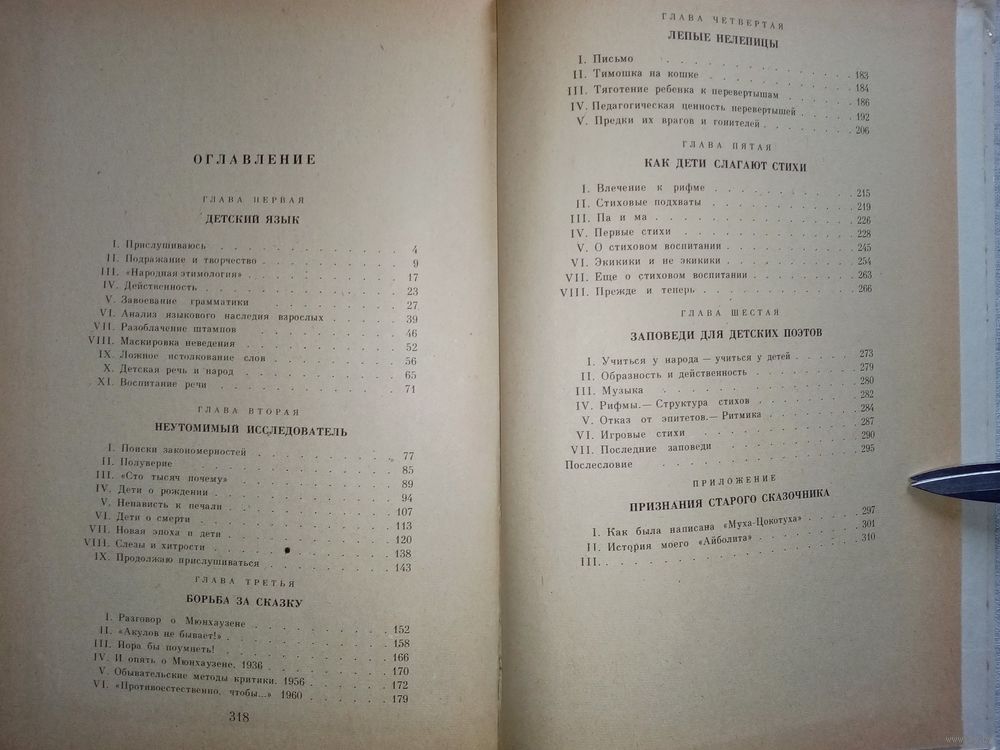 ОГЛАВЛЕНИЕ
ГЛАВА ПЕРВАЯ
ДЕТСКИЙ ЯЗЫК
I. Прислушиваюсь . . . 4
II. Подражание и творчество . . . 9
III. «Народная этимология» . . . 17
IV. Действенность . . . 23
V. Завоевание грамматики . . . 27
VI. Анализ языкового наследия взрослых . . . 39
VII. Разоблачение штампов . . . 46
VIII. Маскировка неведения . . . 52
IX. Ложное истолкование слов . . . 56
X. Детская речь и народ . . . 65
XI. Воспитание речи . . . 71
ГЛАВА ВТОРАЯ
НЕУТОМИМЫЙ ИССЛЕДОВАТЕЛЬ
I. Поиски закономерностей . . . 77
II. Полуверие . . . 85
III. «Сто тысяч почему» . . . 89
IV. Дети о рождении . . . 94
V. Ненависть к печали . . . 107
VI. Дети о смерти . . . 113
VII. Новая эпоха и дети . . . 120
VIII. Слезы и хитрости . . . 138
IX. Продолжаю прислушиваться . . . 143
ГЛАВА ТРЕТЬЯ
БОРЬБА ЗА СКАЗКУ
I. Разговор о Мюнхаузене . . . 152
II. «Акулов не бывает!» . . . 158
III. Пора бы поумнеть! . . . 166
IV. И опять о Мюнхаузене. 1936 . . . 170
V. Обывательские методы критики. 1956 . . . 172
VI. «Противоестественно, чтобы...» 1960 . . . 179
318
ГЛАВА ЧЕТВЕРТАЯ
ЛЕПЫЕ НЕЛЕПИЦЫ
I. Письмо . . . 183
II. Тимошка на кошке . . . 184
III. Тяготение ребенка к перевертышам . . . 186
IV. Педагогическая ценность перевертышей . . . 192
V. Предки их врагов и гонителей . . . 206
ГЛАВА ПЯТАЯ
КАК ДЕТИ СЛАГАЮТ СТИХИ
I. Влечение к рифме . . . 215
II. Стиховые подхваты . . . 219
III. Па и ма . . . 226
IV. Первые стихи . . . 228
V. О стиховом воспитании . . . 245
VI. Экикики и не экикики . . . 254
VII. Еще о стиховом воспитании . . . 263
VIII. Прежде и теперь . . . 266
ГЛАВА ШЕСТАЯ
ЗАПОВЕДИ ДЛЯ ДЕТСКИХ ПОЭТОВ
I. Учиться у народа — учиться у детей . . . 273
II. Образность и действенность . . . 279
III. Музыка . . . 280
IV. Рифмы.— Структура стихов . . . 282
V. Отказ от эпитетов.— Ритмика . . . 284
VI. Игровые стихи . . . 287
VII. Последние заповеди . . . 290
Послесловие . . . 295
ПРИЛОЖЕНИЕ
ПРИЗНАНИЯ СТАРОГО СКАЗОЧНИКА
I. Как была написана «Муха-Цокотуха» . . . 297
II. История моего «Айболита» . . . 301
III. . . . 310